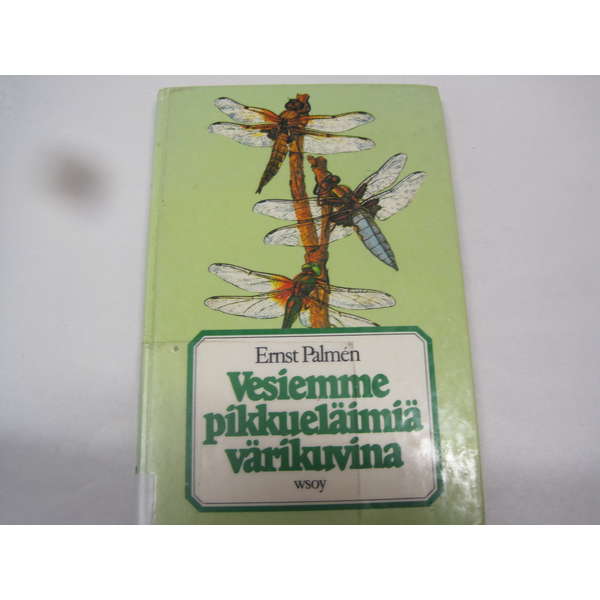 Ernst Palmén
Vesiemme
pikkueläimiä
värikuvina
wsoy